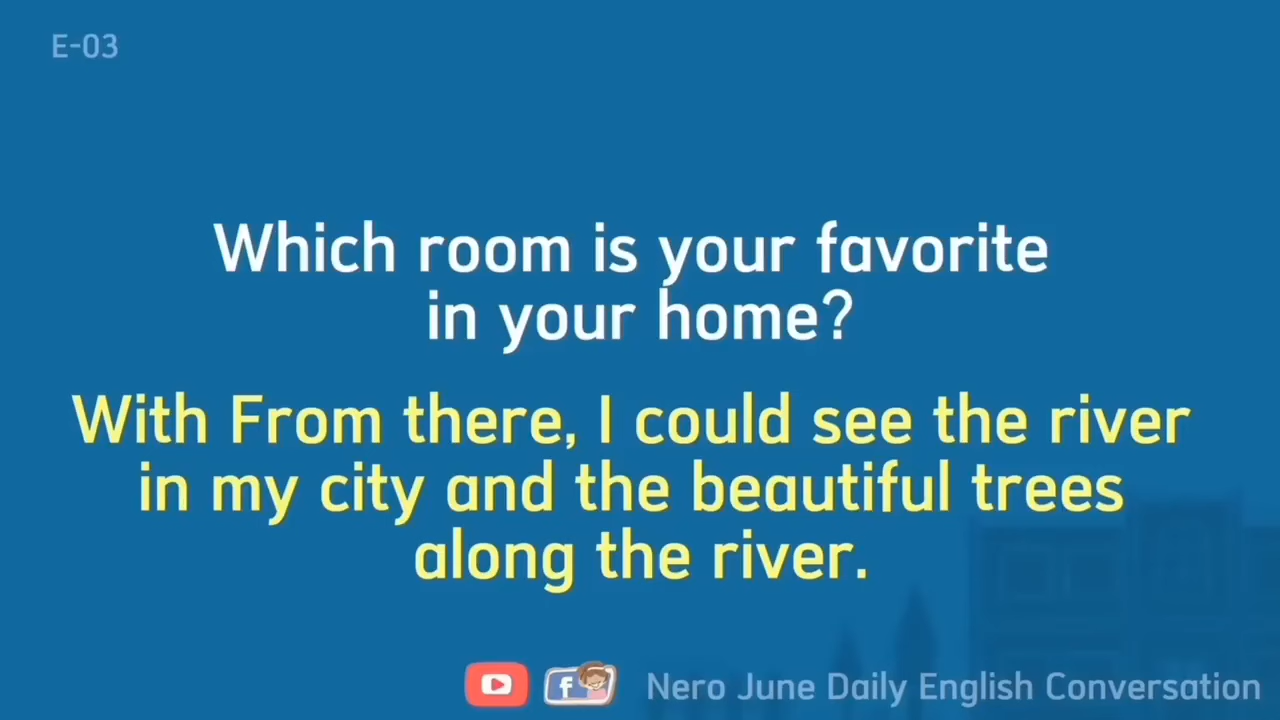 E-03
Which room is your favorite
in your home?
With From there, I could see the river
in my city and the beautiful trees
along the river.
Nero June Daily English Conversation